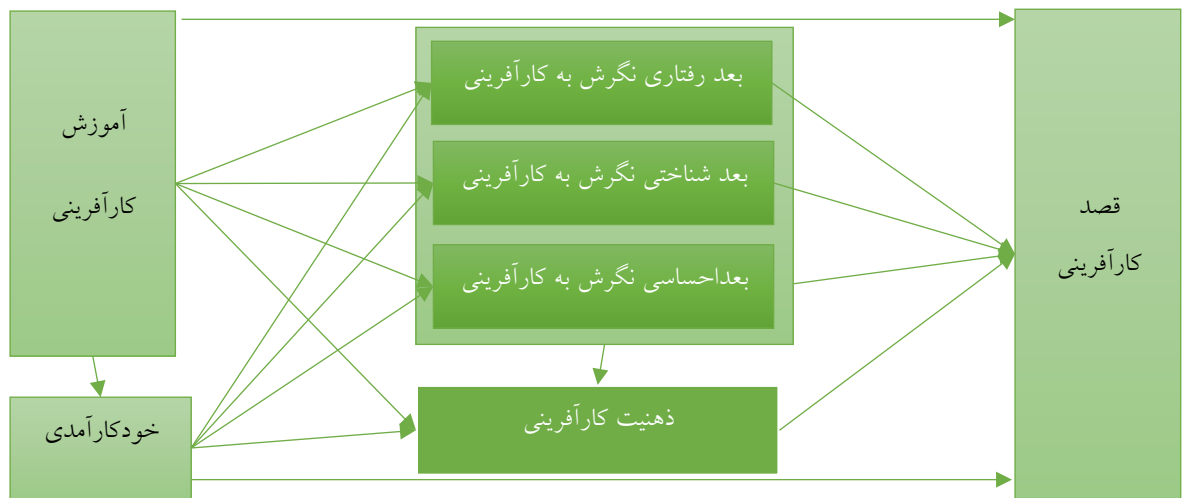 آموزش
کارآفرینی
خودکارآمدی
بعد رفتاری نگرش به کارآفرینی
بعد شناختی نگرش به کارآفرینی
بعداحساسی نگرش به کارآفرینی
ذهنیت کارآفرینی
قصد
کارآفرینی